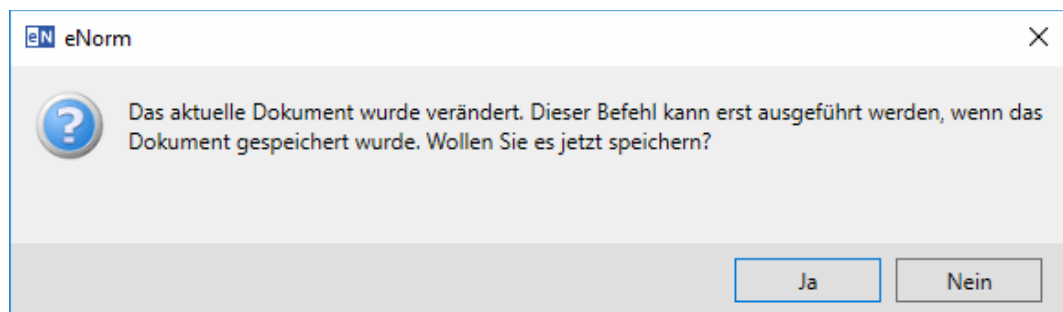 eN eNorm
Das aktuelle Dokument wurde verändert. Dieser Befehl kann erst ausgeführt werden, wenn das
Dokument gespeichert wurde. Wollen Sie es jetzt speichern?
Ja Nein